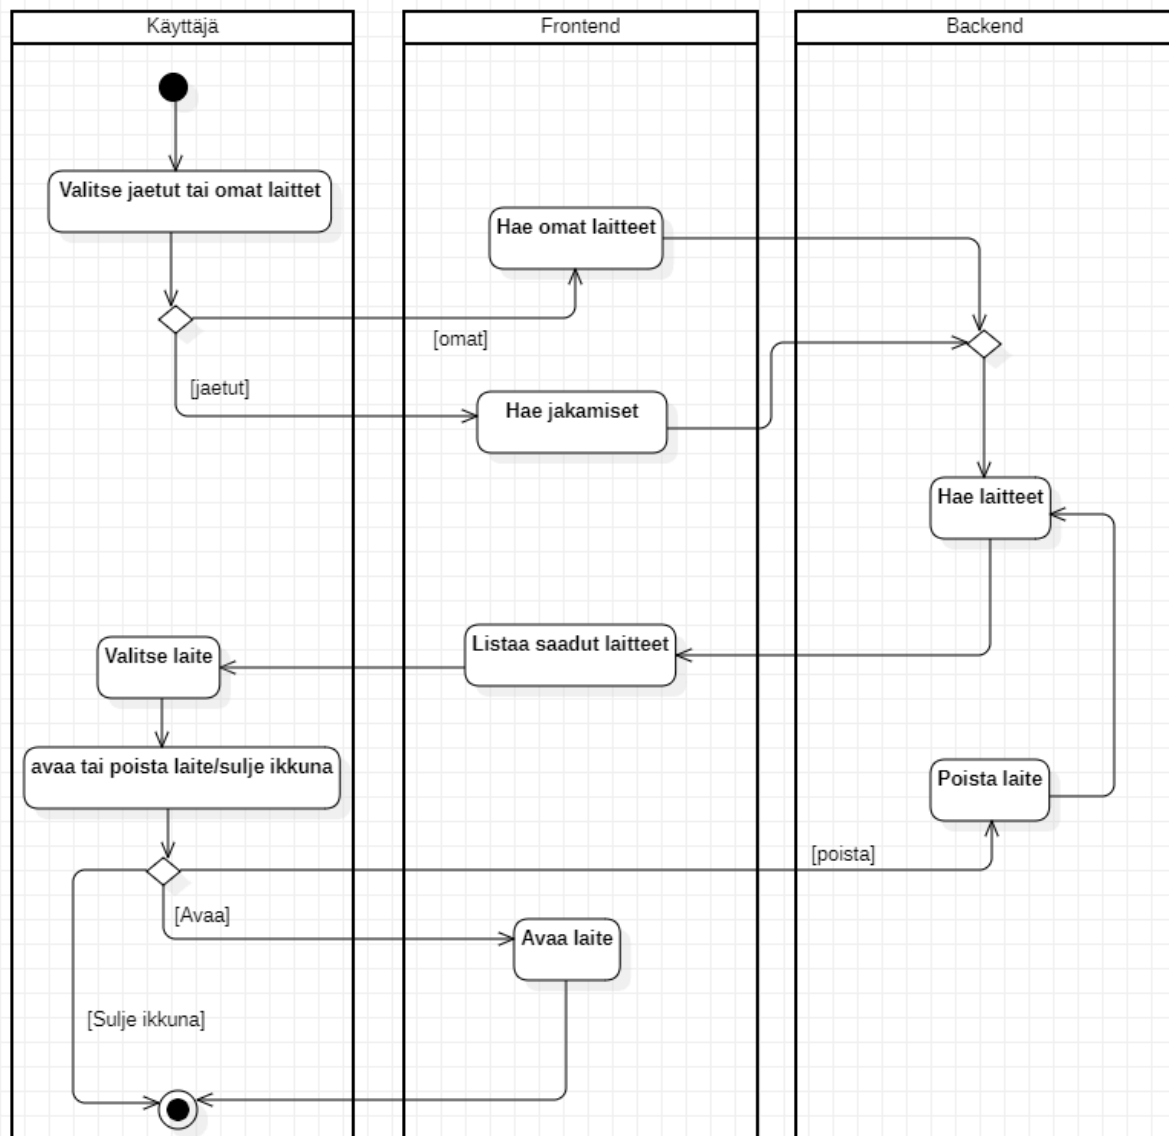 Käyttäjä
Frontend
Backend
Valitse jaetut tai omat laittet
Hae omat laitteet
[omat]
[jaetut]
Hae jakamiset
Hae laitteet
Listaa saadut laitteet
Valitse laite
avaa tai poista laite/sulje ikkuna
Poista laite
[poista]
[Avaa]
Avaa laite
[Sulje ikkuna]